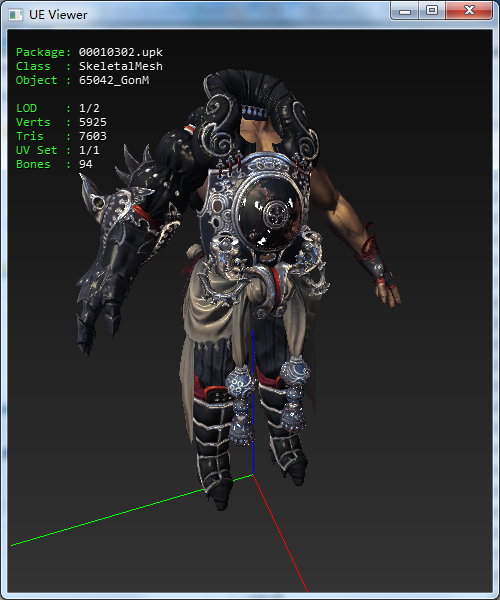 UE Viewer
Package: 00010302.upk
Class : SkeletalMesh
Object : 65042_GonM
LOD : 1/2
Verts : 5925
Tris : 7603
UV Set : 1/1
Bones : 94